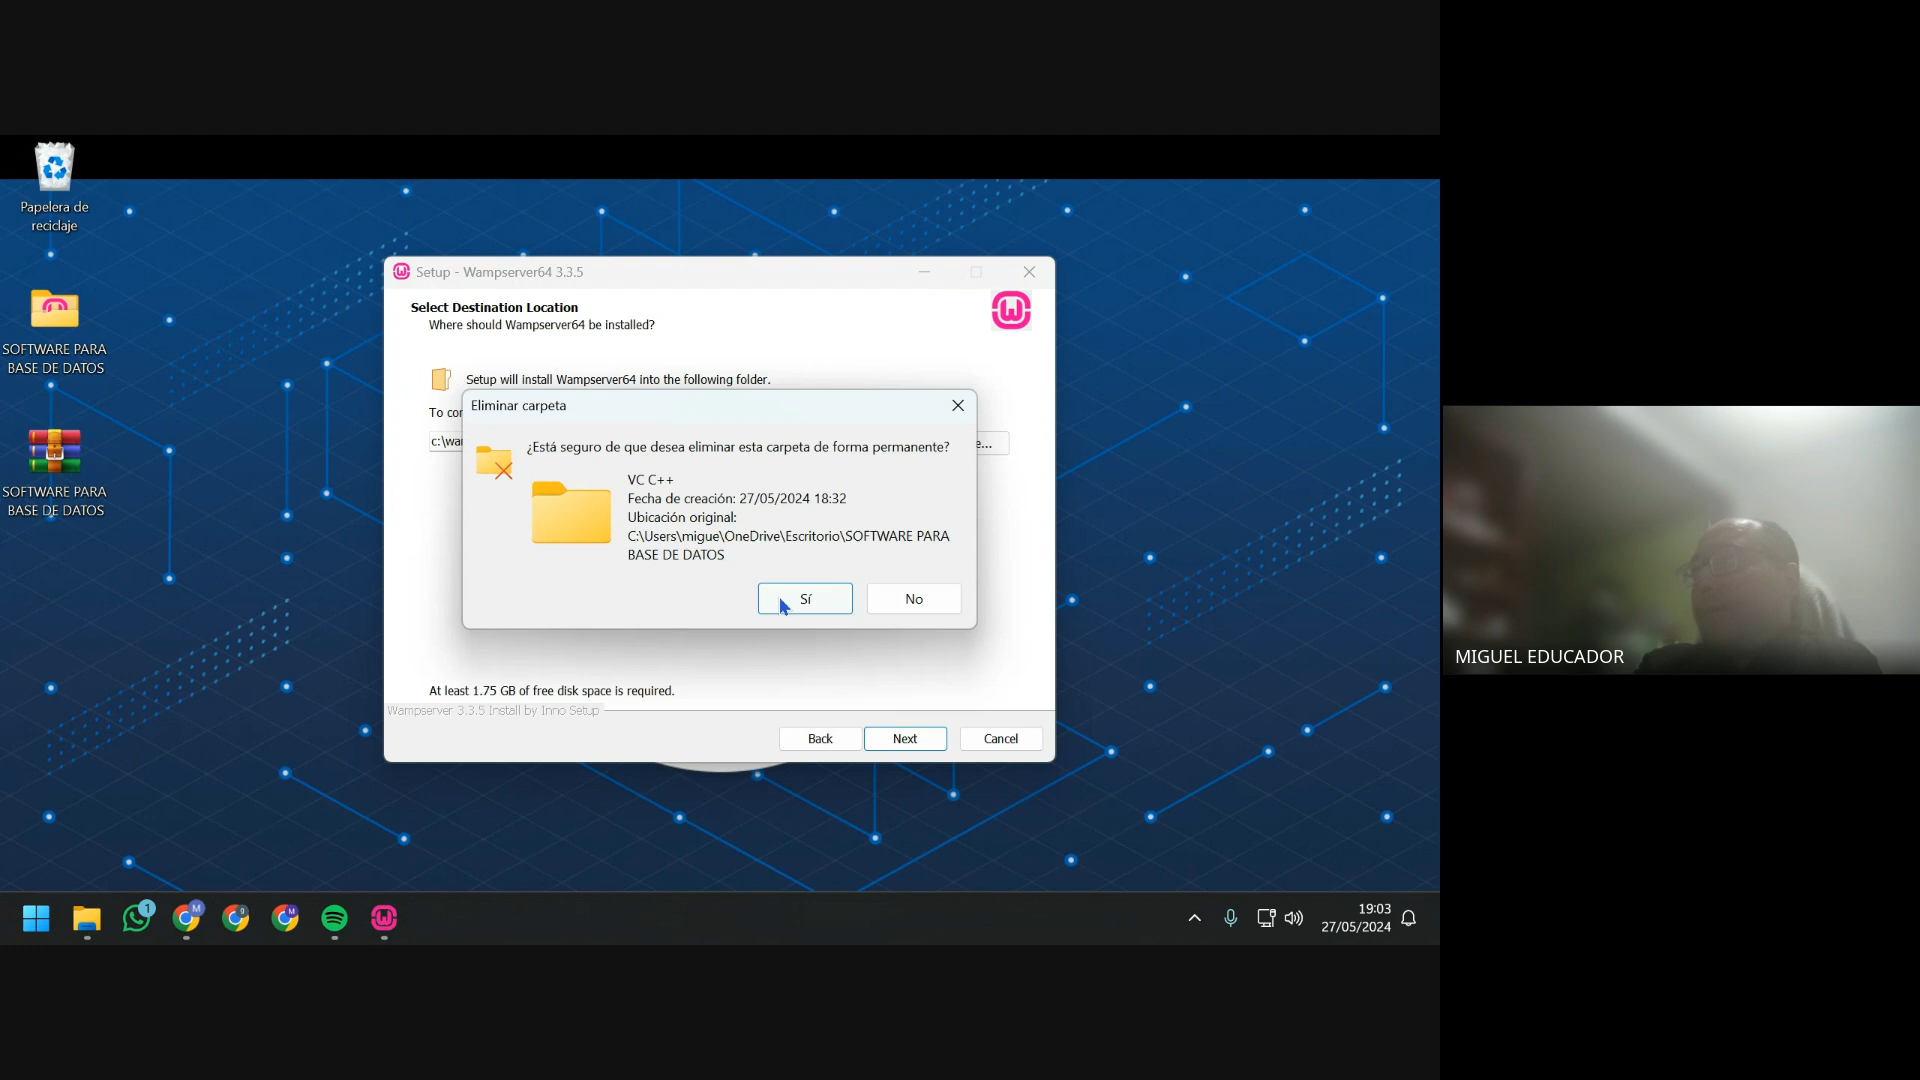 Papelera de
reciclaje
SOFTWARE PARA
BASE DE DATOS
SOFTWARE PARA
BASE DE DATOS
Setup - Wampserver64 3.3.5
Select Destination Location
Where should Wampserver64 be installed?
Setup will install Wampserver64 into the following folder.
To con
c:\wam
e...
Eliminar carpeta
¿Está seguro de que desea eliminar esta carpeta de forma permanente?
VC C++
Fecha de creación: 27/05/2024 18:32
Ubicación original:
C:\Users\migue\OneDrive\Escritorio\SOFTWARE PARA
BASE DE DATOS
Sí
No
At least 1.75 GB of free disk space is required.
Wampserver 3.3.5 Install by Inno Setup
Back
Next
Cancel
MIGUEL EDUCADOR
1
M
9
M
19:03
27/05/2024